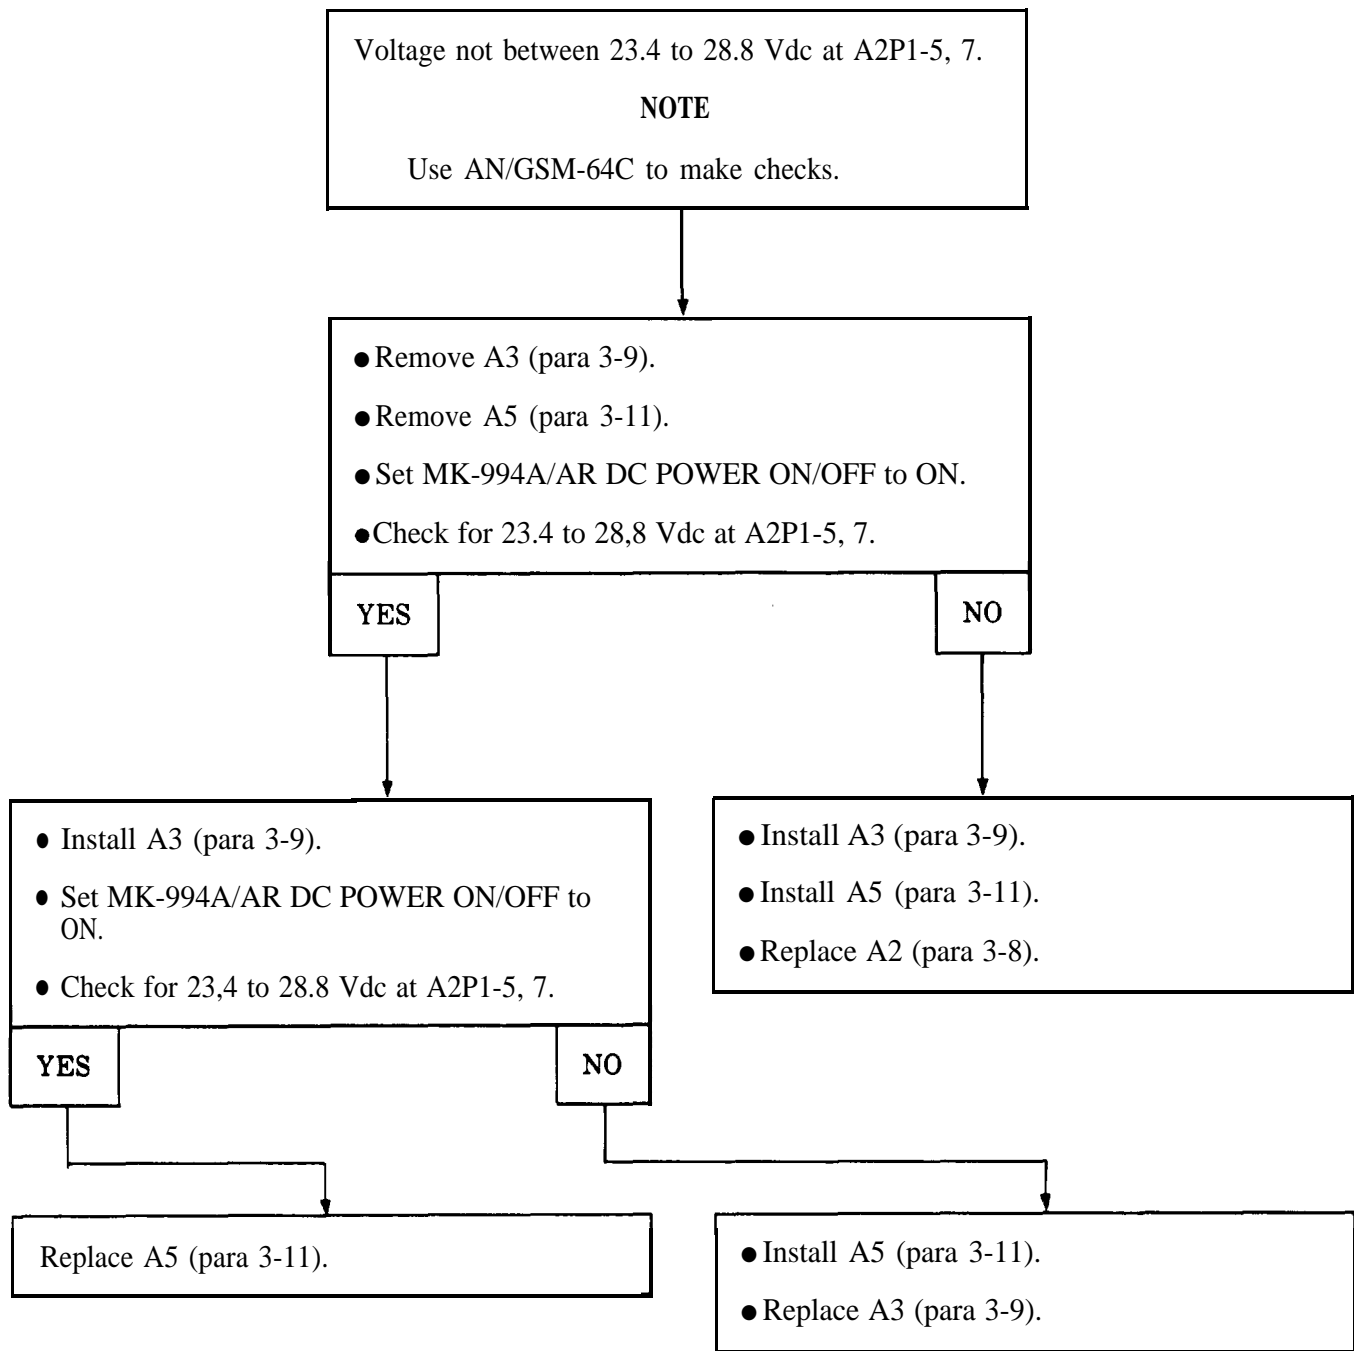 Voltage not between 23.4 to 28.8 Vdc at A2P1-5, 7.
NOTE
Use AN/GSM-64C to make checks.
● Remove A3 (para 3-9).
● Remove A5 (para 3-11).
● Set MK-994A/AR DC POWER ON/OFF to ON.
● Check for 23.4 to 28,8 Vdc at A2P1-5, 7.
YES
NO
● Install A3 (para 3-9).
● Set MK-994A/AR DC POWER ON/OFF to
ON.
● Check for 23,4 to 28.8 Vdc at A2P1-5, 7.
YES
NO
● Install A3 (para 3-9).
● Install A5 (para 3-11).
● Replace A2 (para 3-8).
Replace A5 (para 3-11).
● Install A5 (para 3-11).
● Replace A3 (para 3-9).